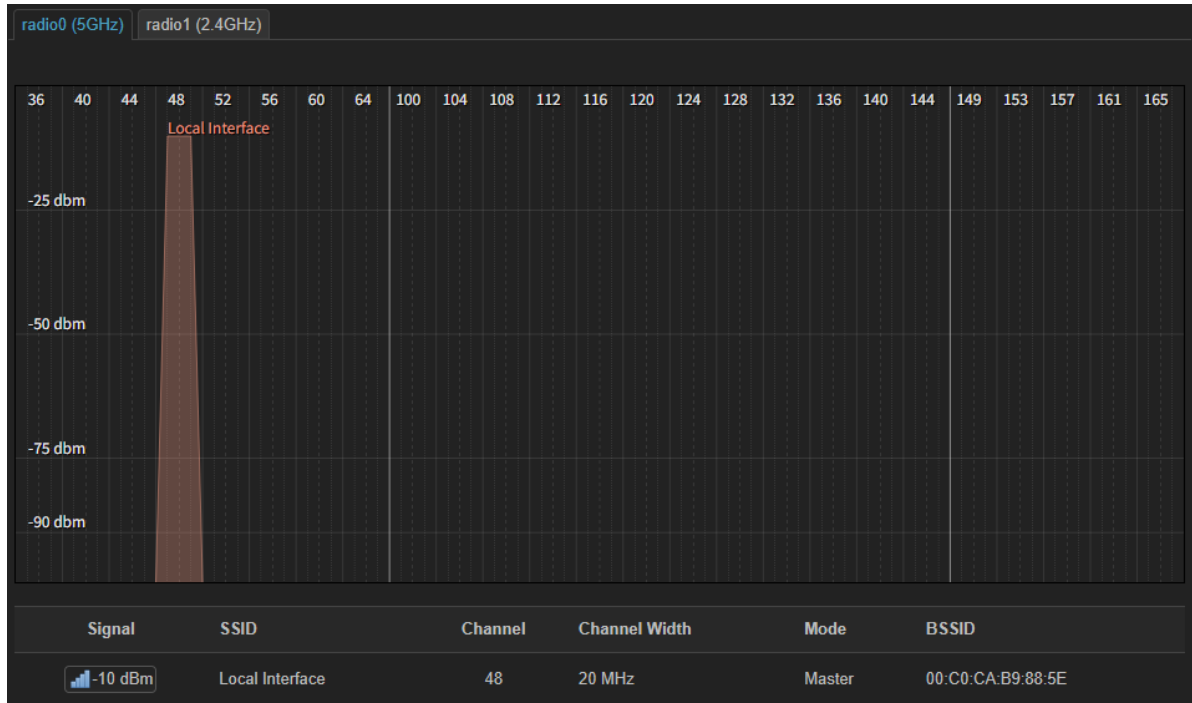 radio0 (5GHz) radio1 (2.4GHz)
36 40 44 48 52 56 60 64 100 104 108 112 116 120 124 128 132 136 140 144 149 153 157 161 165
Local Interface
-25 dbm
-50 dbm
-75 dbm
-90 dbm
Signal SSID Channel Channel Width Mode BSSID
-10 dBm Local Interface 48 20 MHz Master 00:C0:CA:B9:88:5E